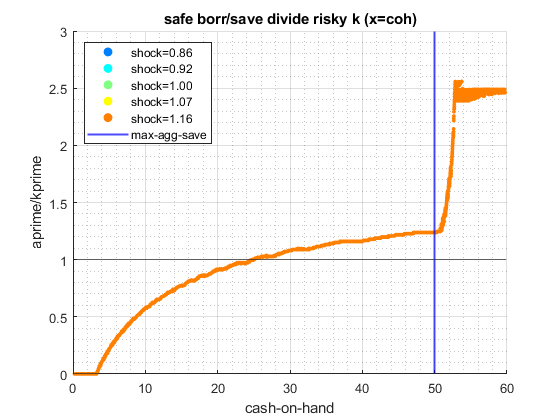 safe borr/save divide risky k (x=coh)
3
2.5
2
1.5
1
0.5
0
aprime/kprime
shock=0.86
shock=0.92
shock=1.00
shock=1.07
shock=1.16
max-agg-save
0 10 20 30 40 50 60
cash-on-hand